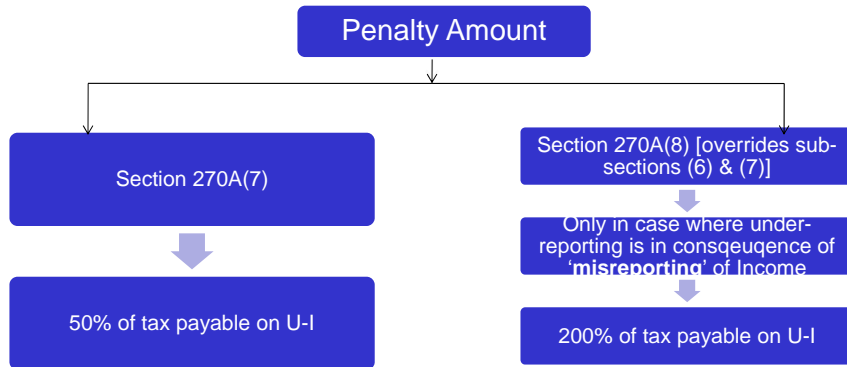 Penalty Amount
Section 270A(7)
50% of tax payable on U-I
Section 270A(8) [overrides sub-
sections (6) & (7)]
Only in case where under-
reporting is in consqeuqence of
‘misreporting’ of Income
200% of tax payable on U-I